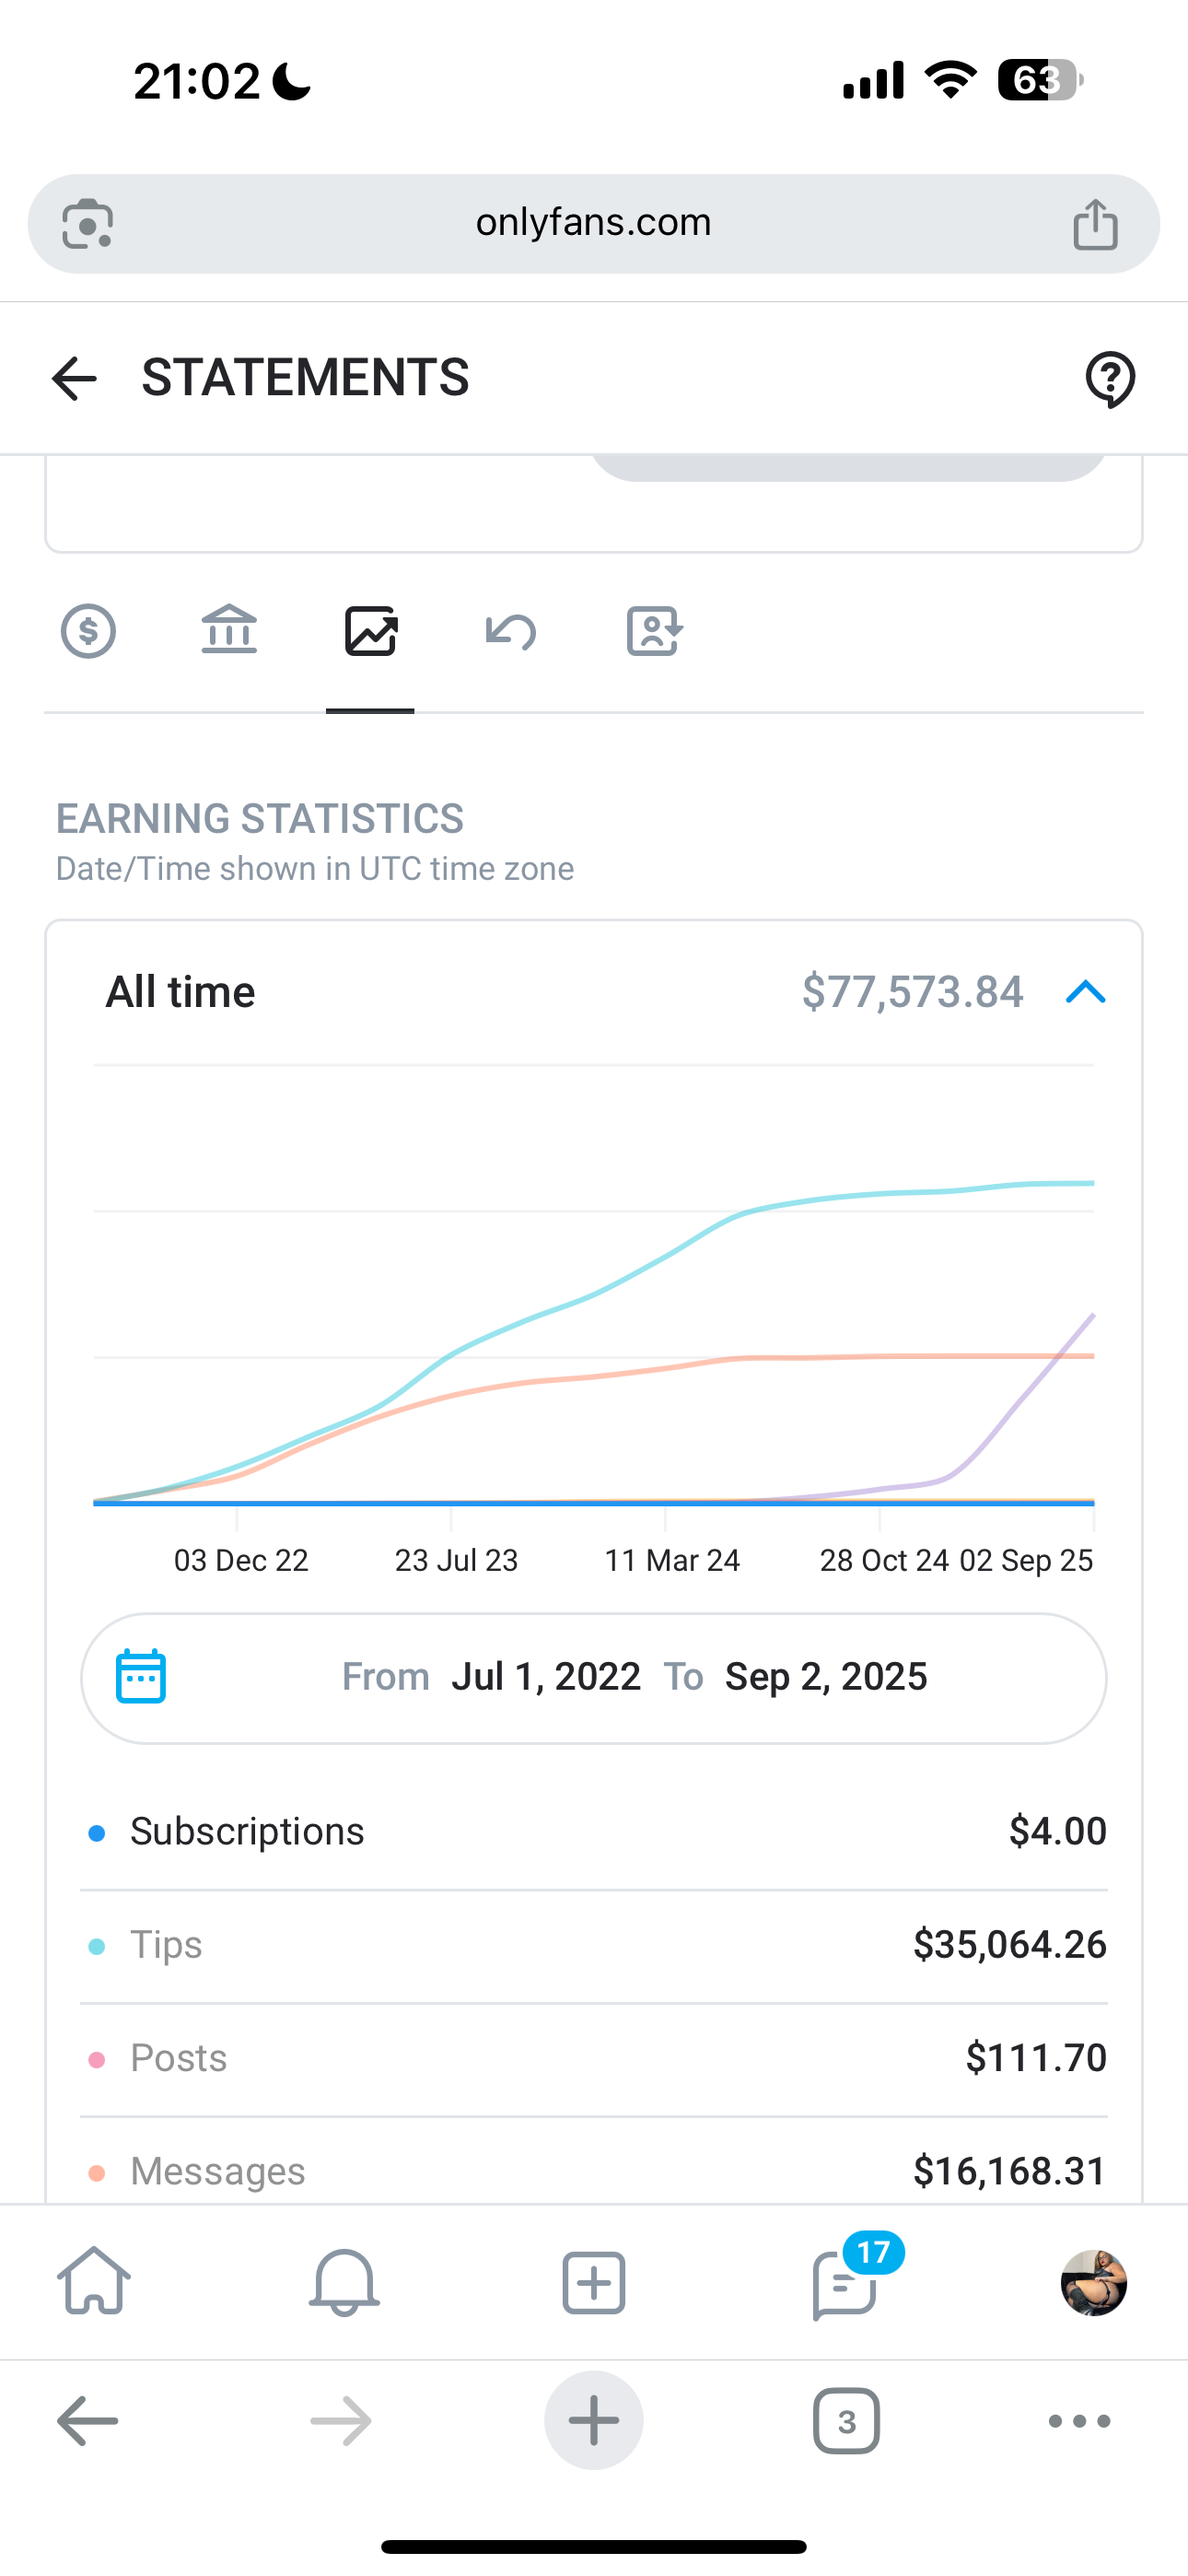 21:02
63
onlyfans.com
STATEMENTS
EARNING STATISTICS
Date/Time shown in UTC time zone
All time $77,573.84
03 Dec 22 23 Jul 23 11 Mar 24 28 Oct 24 02 Sep 25
From Jul 1, 2022 To Sep 2, 2025
Subscriptions $4.00
Tips $35,064.26
Posts $111.70
Messages $16,168.31
17
3